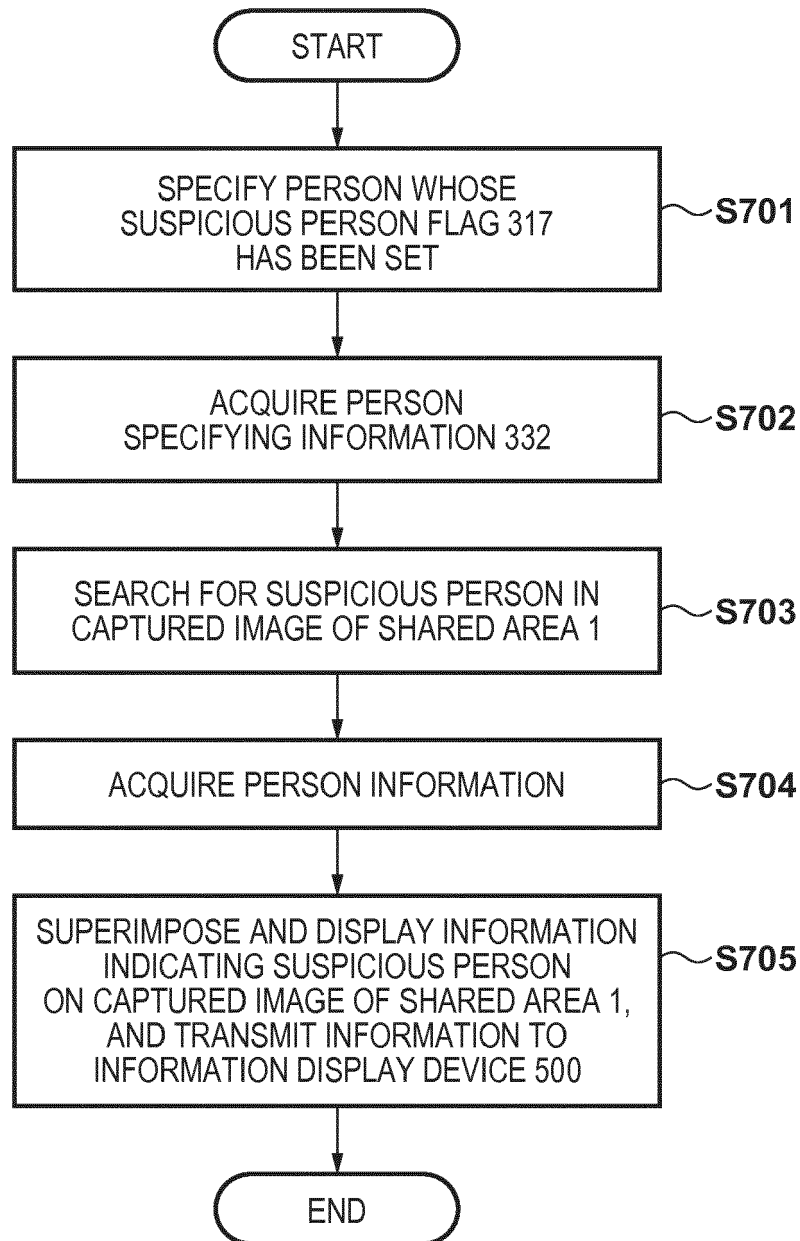 START
SPECIFY PERSON WHOSE
SUSPICIOUS PERSON FLAG 317
HAS BEEN SET
S701
ACQUIRE PERSON
SPECIFYING INFORMATION 332
S702
SEARCH FOR SUSPICIOUS PERSON IN
CAPTURED IMAGE OF SHARED AREA 1
S703
ACQUIRE PERSON INFORMATION
S704
SUPERIMPOSE AND DISPLAY INFORMATION
INDICATING SUSPICIOUS PERSON
ON CAPTURED IMAGE OF SHARED AREA 1,
AND TRANSMIT INFORMATION TO
INFORMATION DISPLAY DEVICE 500
S705
END